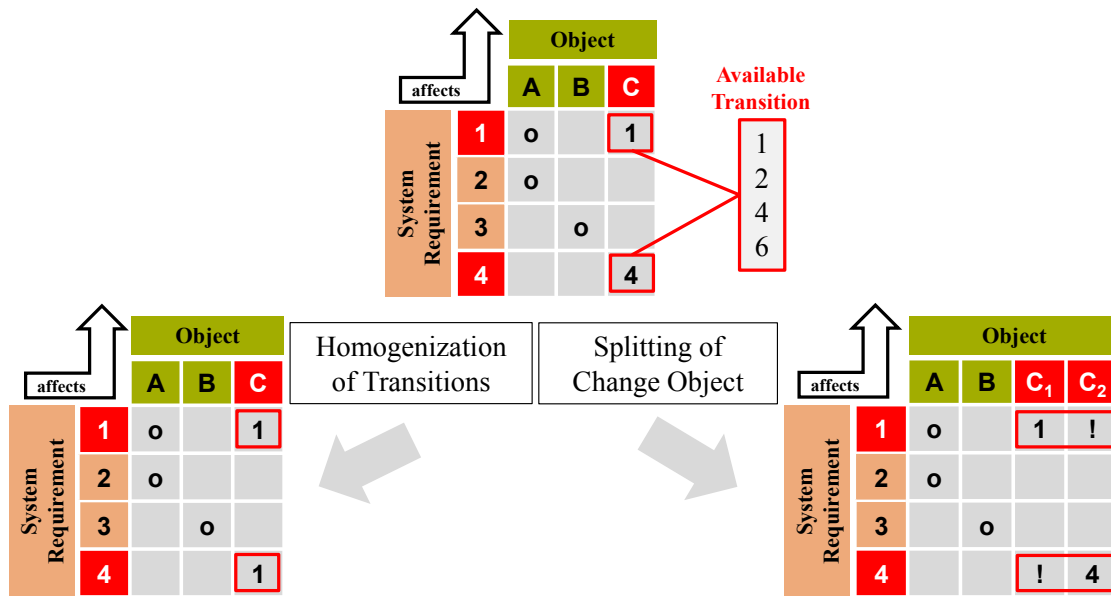 Object
affects
A B C
Available
Transition
System
Requirement
1 o 1
2 o
3 o
4 4
1
2
4
6
Homogenization
of Transitions
Splitting of
Change Object
Object
affects
A B C
System
Requirement
1 o 1
2 o
3 o
4 1
Object
affects
A B C₁ C₂
System
Requirement
1 o 1 !
2 o
3 o
4 ! 4